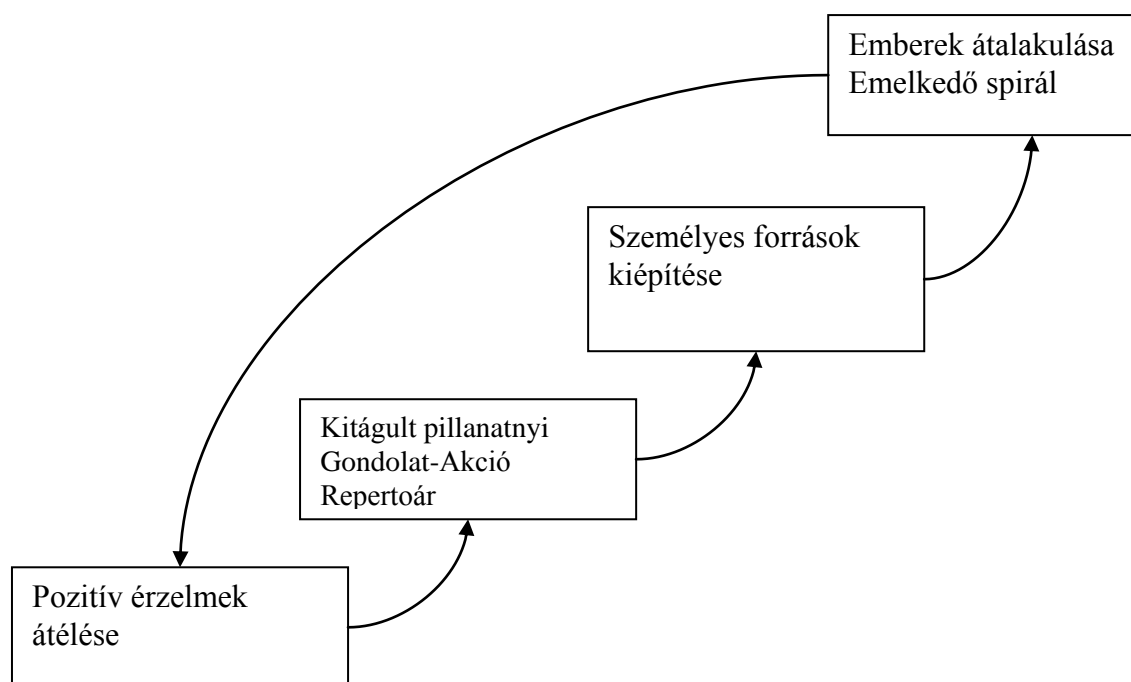 Emberek átalakulása
Emelkedő spirál
Személyes források
kiépítése
Kitágult pillanatnyi
Gondolat-Akció
Repertoár
Pozitív érzelmek
átélése